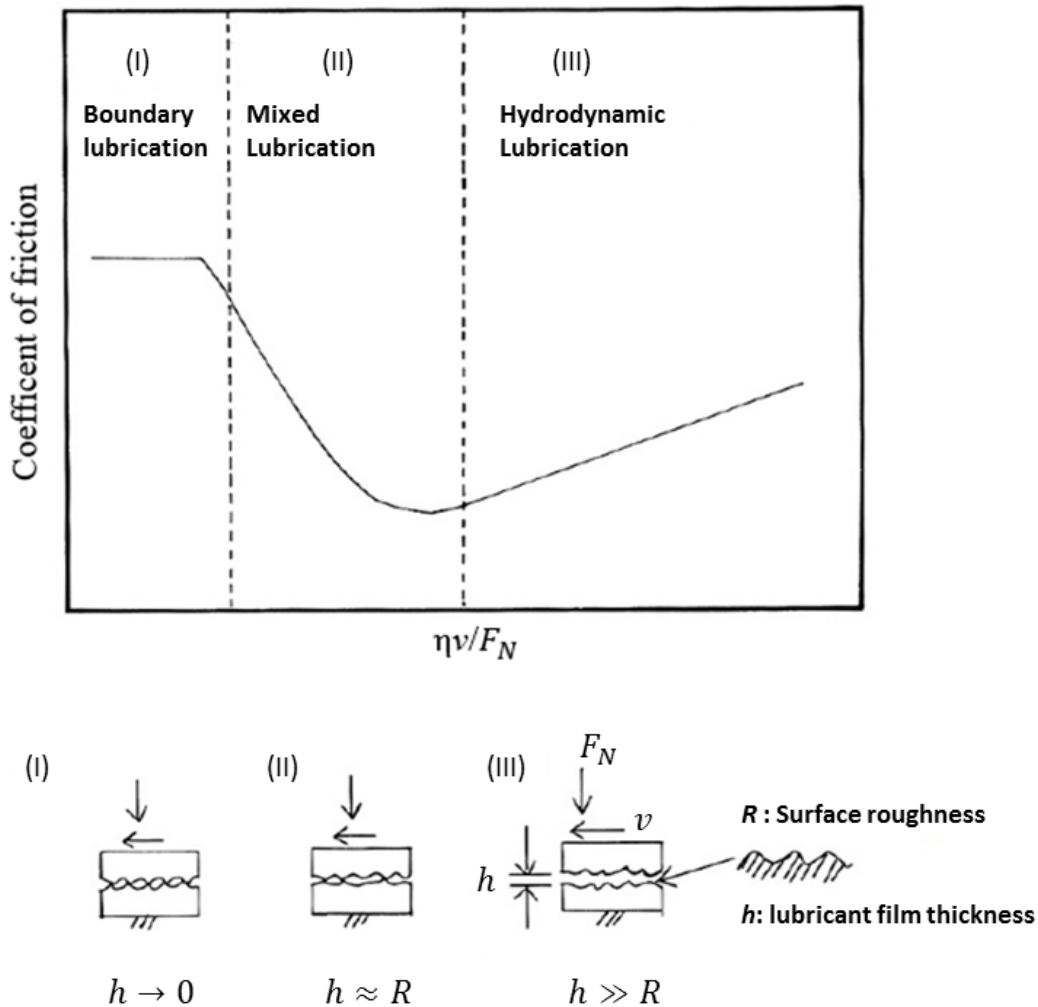 (I)
(II)
(III)
Boundary
lubrication
Mixed
Lubrication
Hydrodynamic
Lubrication
Coefficent of friction
ηv/F_N
(I)
(II)
(III)
F_N
v
h
R : Surface roughness
h: lubricant film thickness
h → 0
h ≈ R
h ≫ R